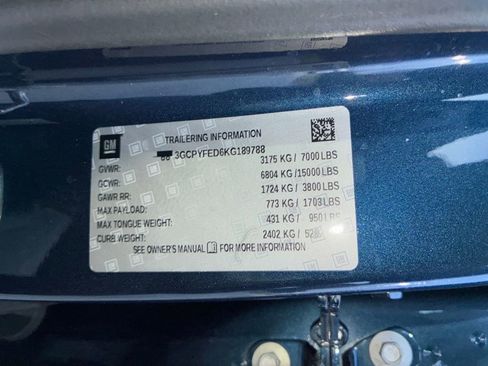 GM
TRAILERING INFORMATION
3GCPYFED6KG189788
GVWR: 3175 KG / 7000 LBS
GCWR: 6804 KG /15000 LBS
GAWR RR: 1724 KG / 3800 LBS
MAX PAYLOAD: 773 KG / 1703 LBS
MAX TONGUE WEIGHT: 431 KG / 950 LBS
CURB WEIGHT: 2402 KG /
SEE OWNER'S MANUAL FOR MORE INFORMATION